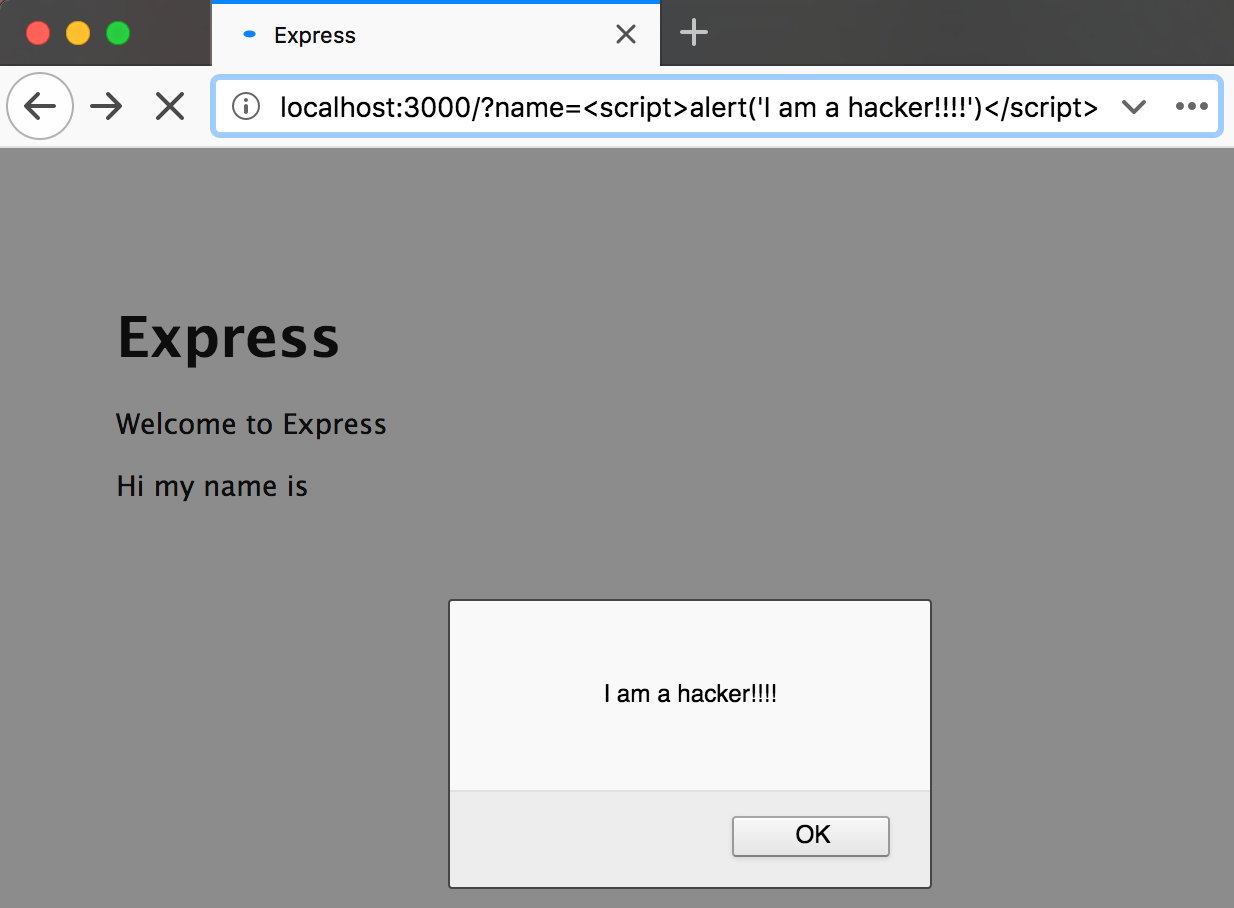 Express
localhost:3000/?name=<script>alert('I am a hacker!!!!')</script>
Express
Welcome to Express
Hi my name is
I am a hacker!!!!
OK